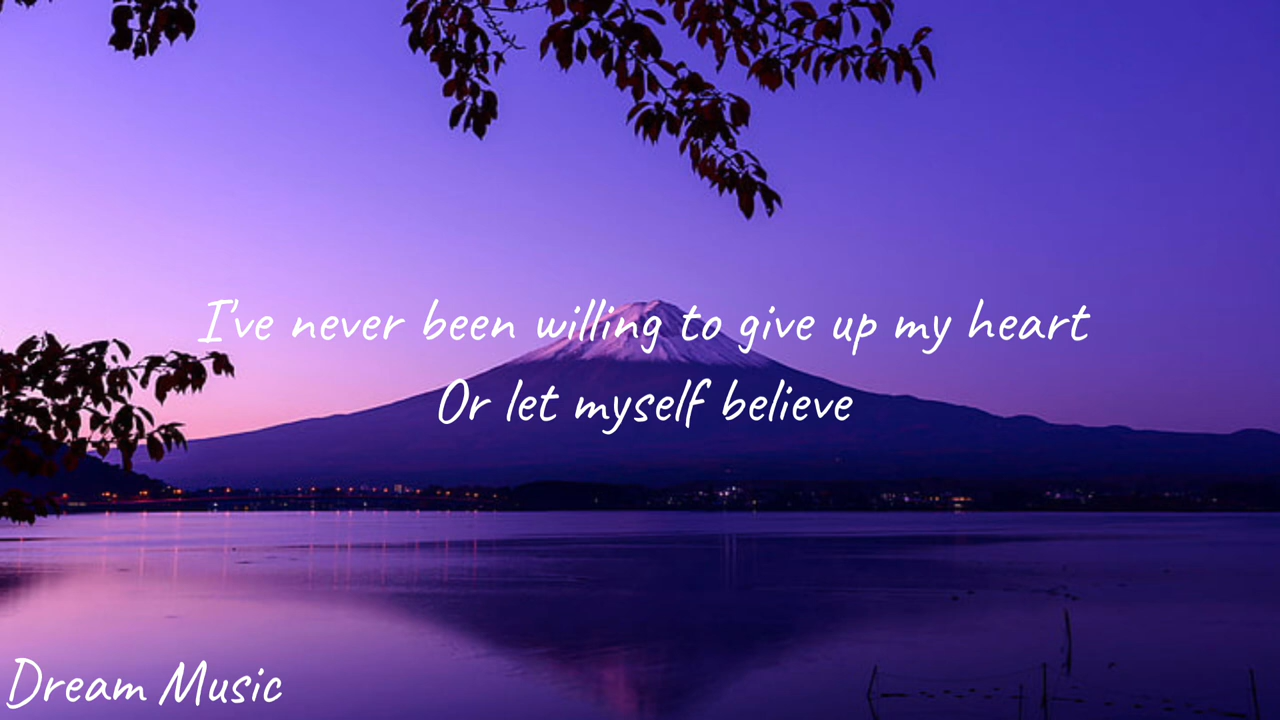 I've never been willing to give up my heart
Or let myself believe
Dream Music